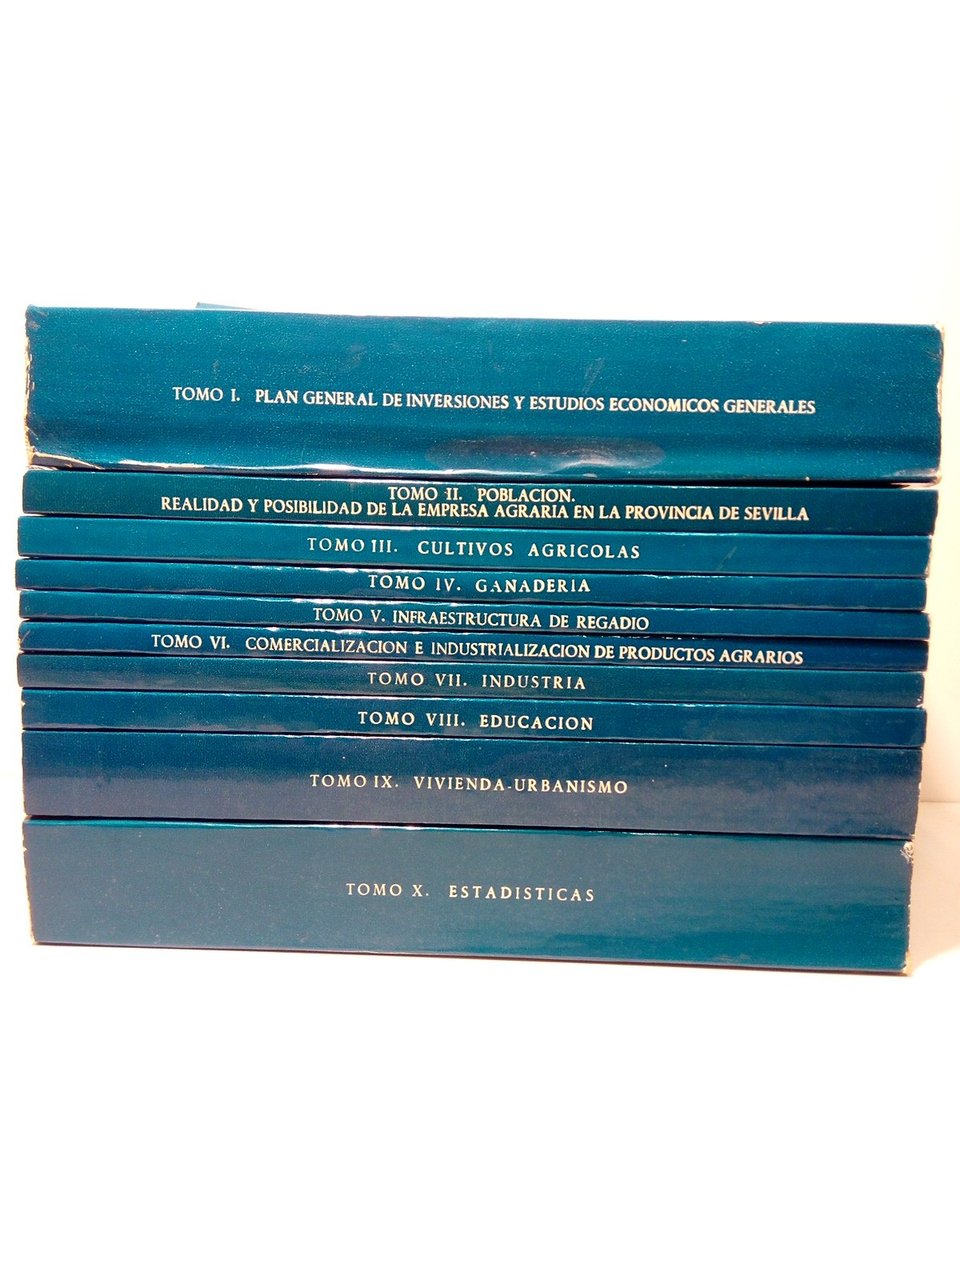 TOMO I. PLAN GENERAL DE INVERSIONES Y ESTUDIOS ECONOMICOS GENERALES
TOMO II. POBLACION.
REALIDAD Y POSIBILIDAD DE LA EMPRESA AGRARIA EN LA PROVINCIA DE SEVILLA
TOMO III. CULTIVOS AGRICOLAS
TOMO IV. GANADERIA
TOMO V. INFRAESTRUCTURA DE REGADIO
TOMO VI. COMERCIALIZACION E INDUSTRIALIZACION DE PRODUCTOS AGRARIOS
TOMO VII. INDUSTRIA
TOMO VIII. EDUCACION
TOMO IX. VIVIENDA-URBANISMO
TOMO X. ESTADISTICAS